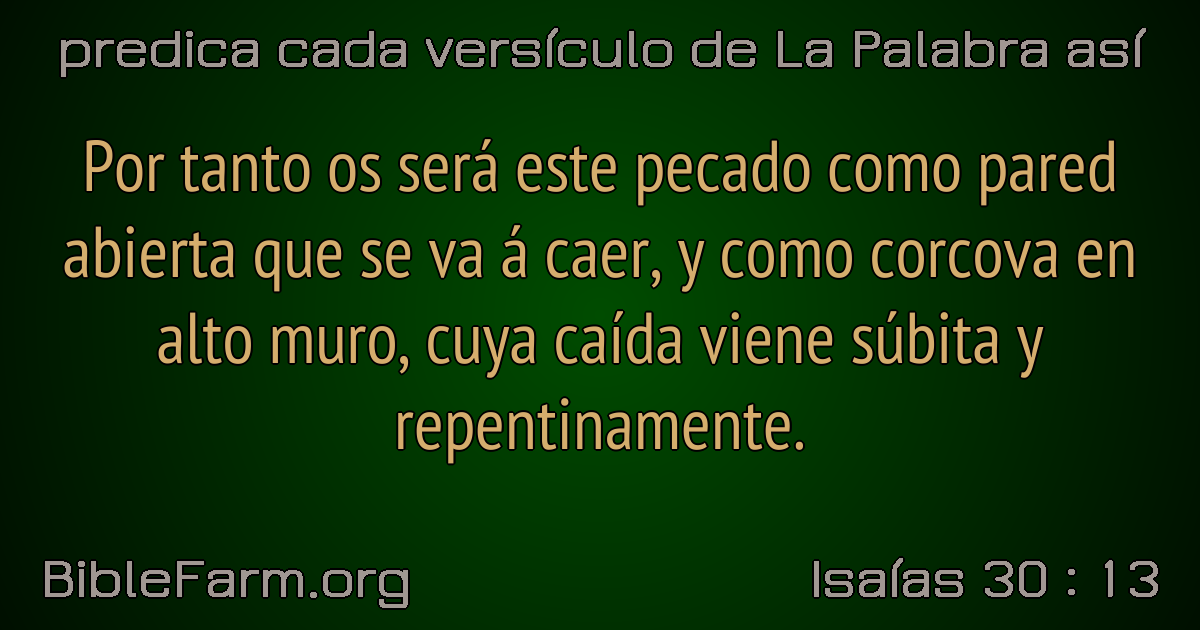 predica cada versículo de La Palabra así
Por tanto os será este pecado como pared
abierta que se va á caer, y como corcova en
alto muro, cuya caída viene súbita y
repentinamente.
BibleFarm.org
Isaías 30 : 13